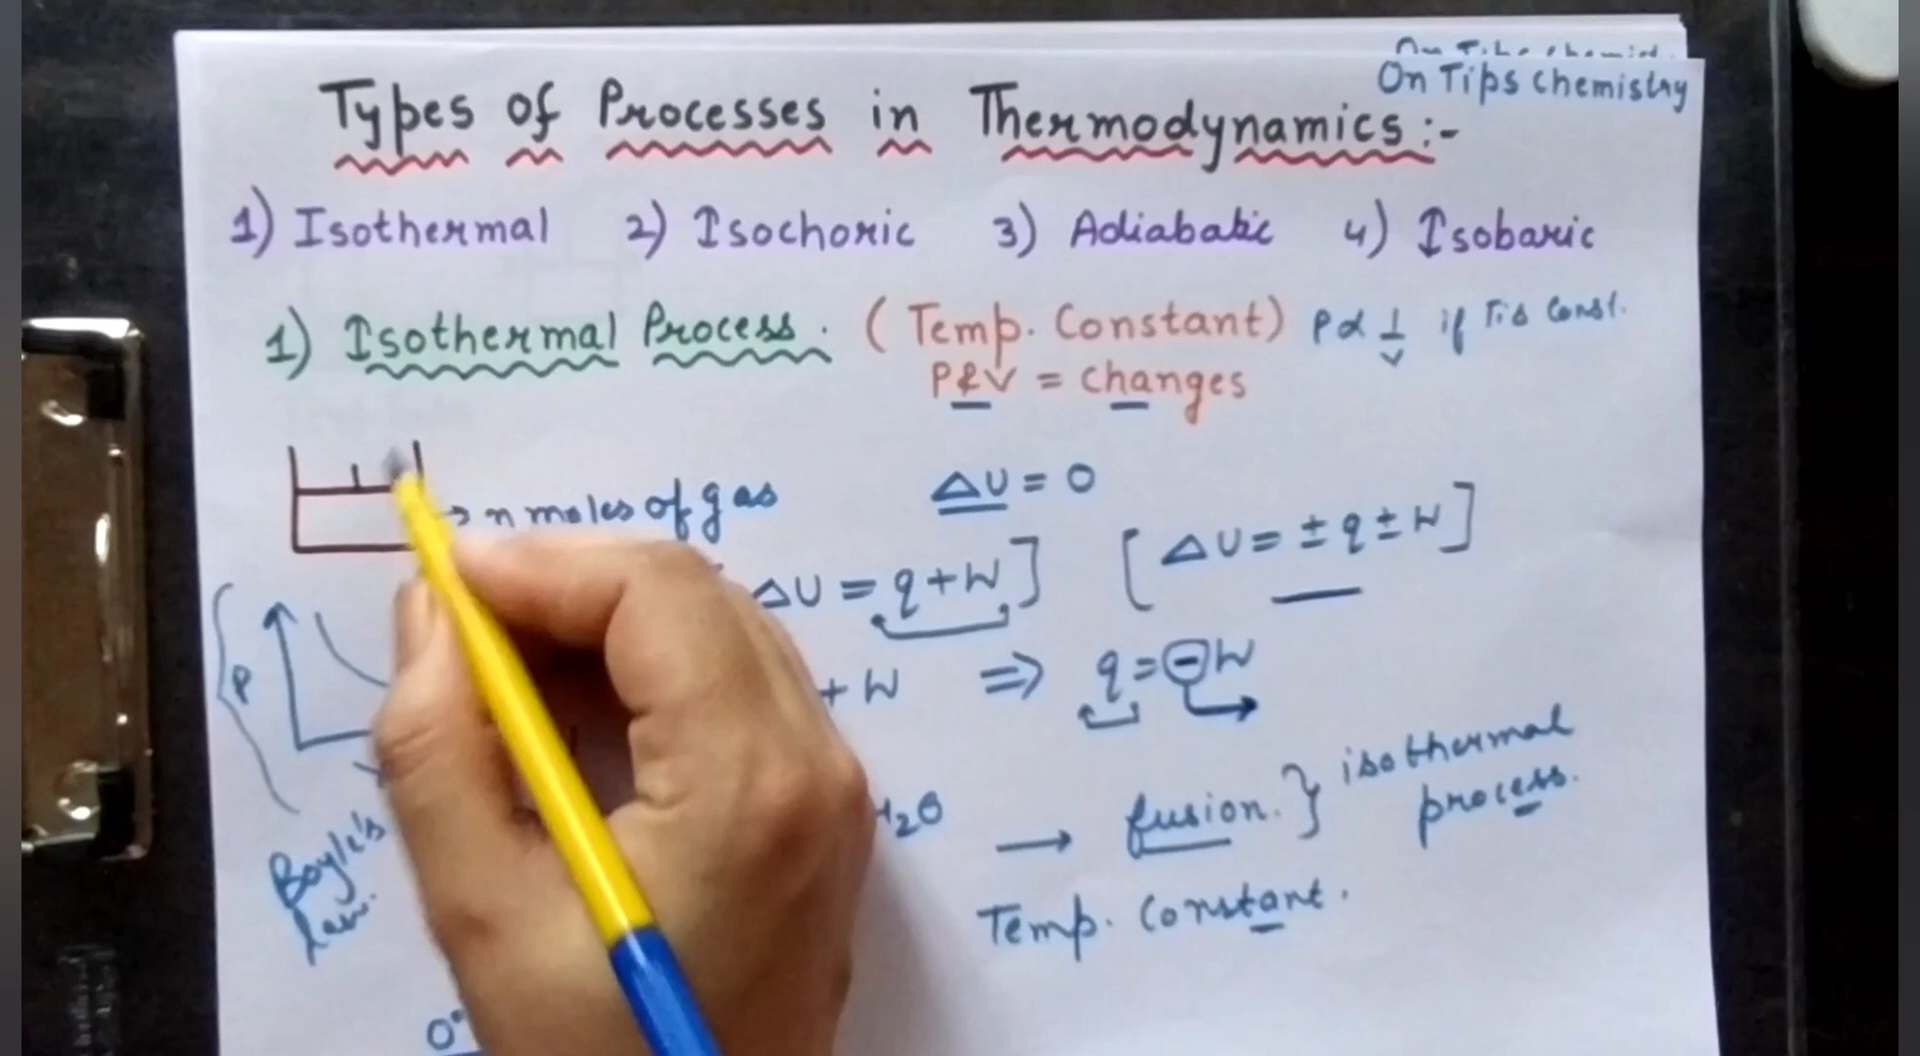 On Tips Chemistry
Types of Processes in Thermodynamics:-
1) Isothermal 2) Isochoric 3) Adiabatic 4) Isobaric
1) Isothermal Process. (Temp. Constant) P∝ 1/V if T is Const.
P&V = changes
→ n moles of gas ΔU = 0
ΔU = q+W] [ΔU = ±q ±W]
P
+ W ⇒ q = -W
H2O → fusion. } isothermal process.
Boyle's Law.
Temp. Constant.
0°